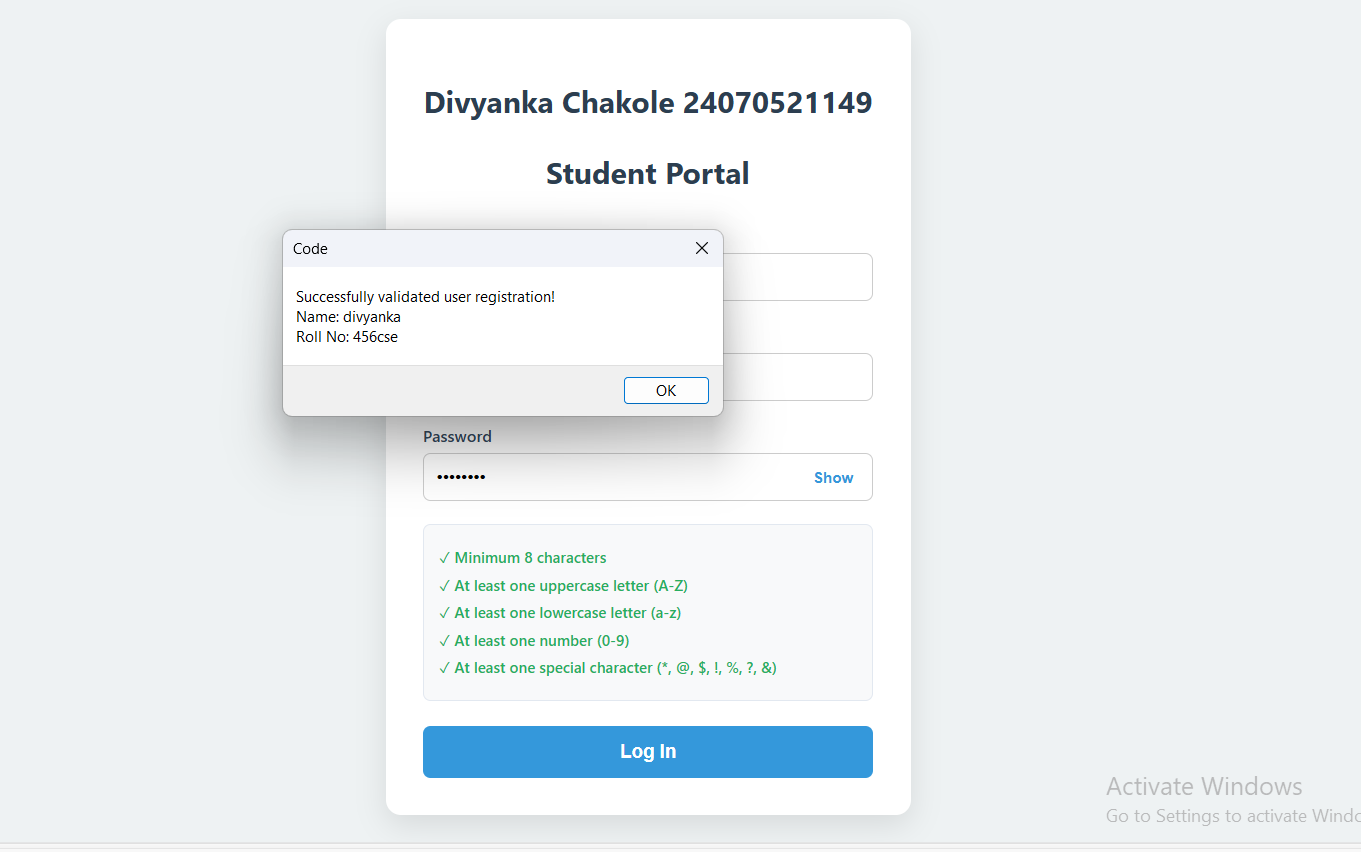 Divyanka Chakole 24070521149
Student Portal
Code
Successfully validated user registration!
Name: divyanka
Roll No: 456cse
OK
Password
••••••••
Show
✓ Minimum 8 characters
✓ At least one uppercase letter (A-Z)
✓ At least one lowercase letter (a-z)
✓ At least one number (0-9)
✓ At least one special character (*, @, $, !, %, ?, &)
Log In
Activate Windows
Go to Settings to activate